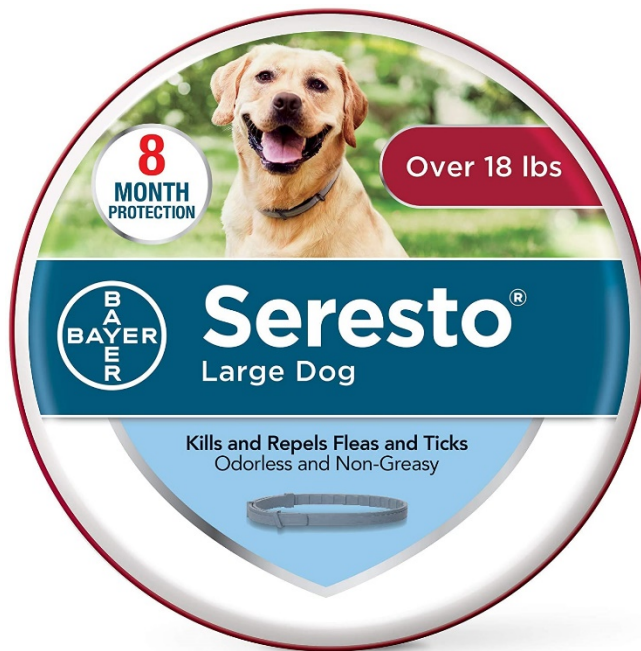 8
MONTH
PROTECTION
Over 18 lbs
BAYER
BAYER
Seresto®
Large Dog
Kills and Repels Fleas and Ticks
Odorless and Non-Greasy